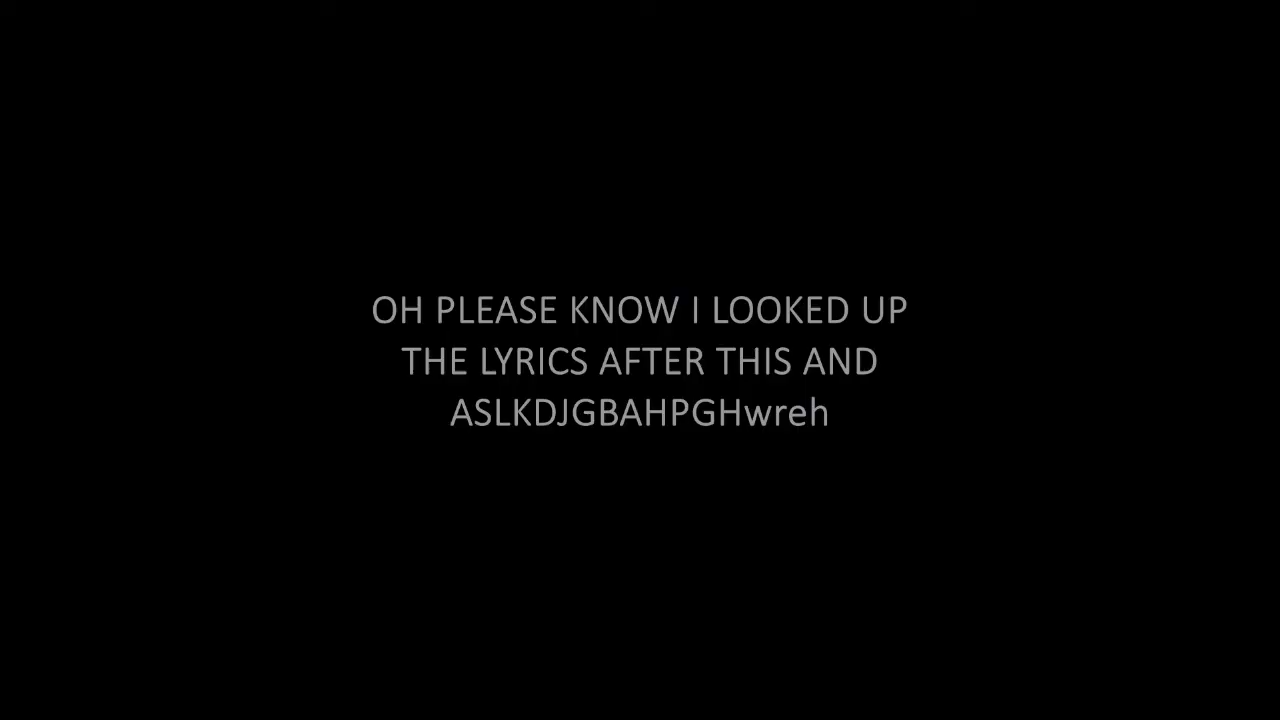 OH PLEASE KNOW I LOOKED UP
THE LYRICS AFTER THIS AND
ASLKDJGBAHPGHwreh